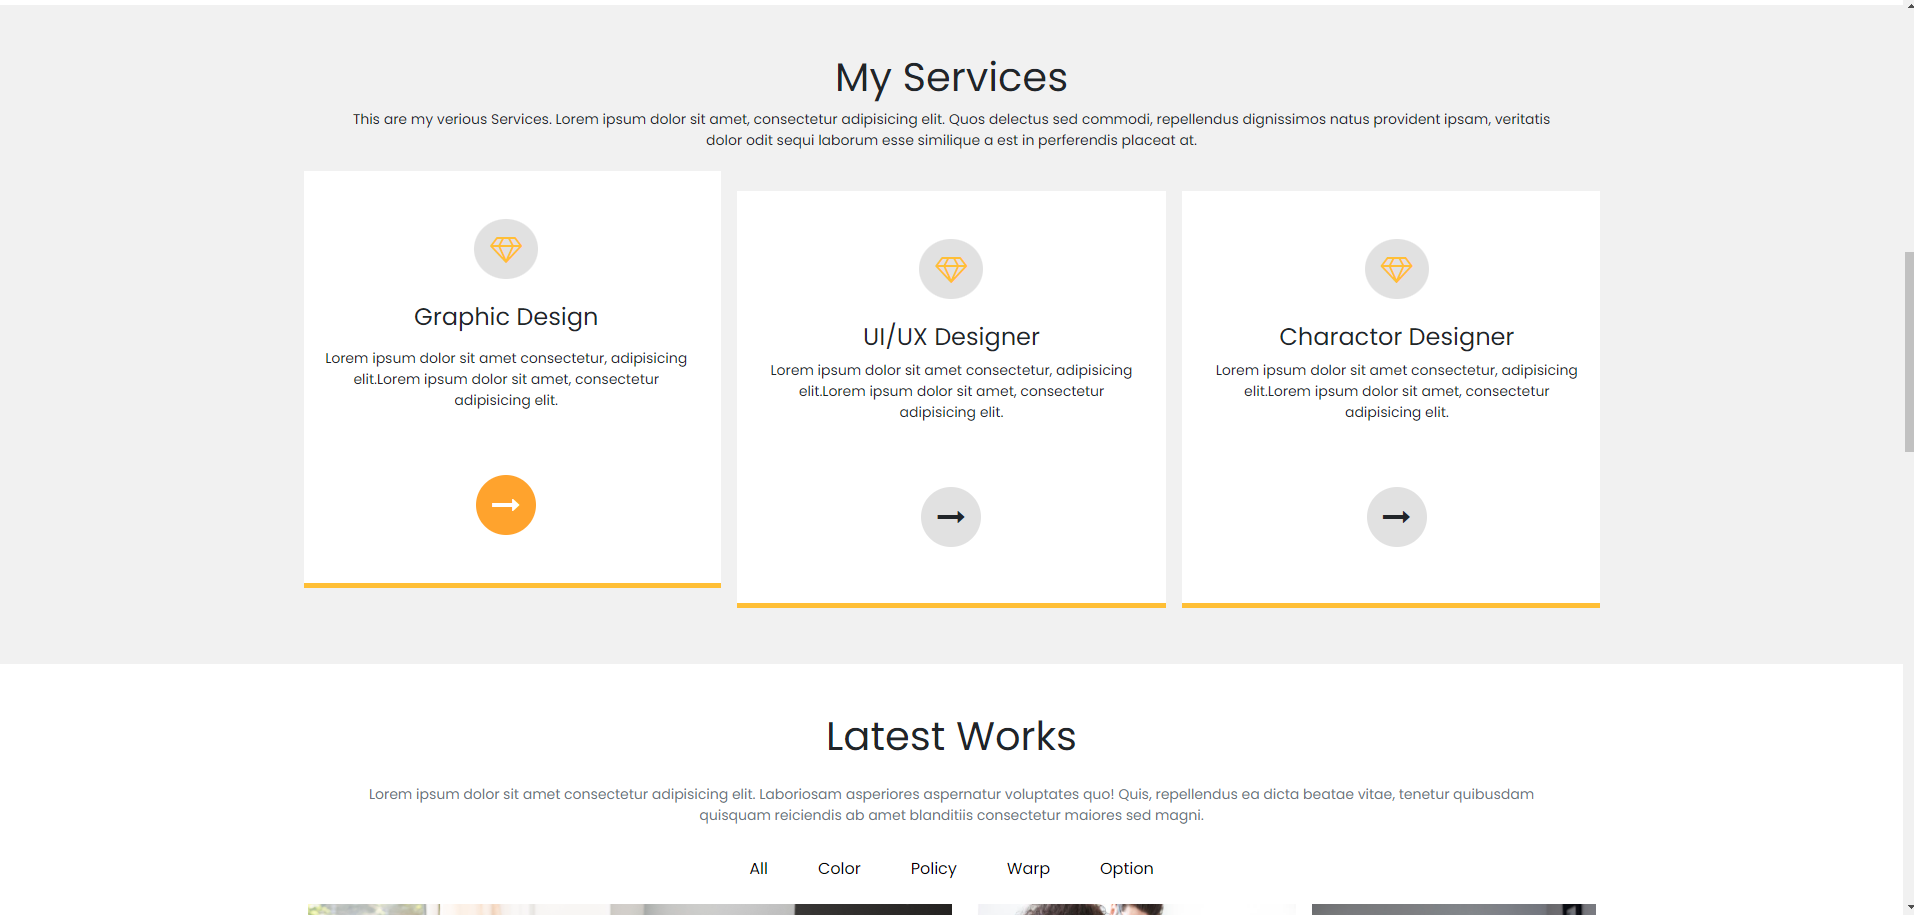 My Services
This are my verious Services. Lorem ipsum dolor sit amet, consectetur adipisicing elit. Quos delectus sed commodi, repellendus dignissimos natus provident ipsam, veritatis
dolor odit sequi laborum esse similique a est in perferendis placeat at.
Graphic Design
Lorem ipsum dolor sit amet consectetur, adipisicing
elit.Lorem ipsum dolor sit amet, consectetur
adipisicing elit.
UI/UX Designer
Lorem ipsum dolor sit amet consectetur, adipisicing
elit.Lorem ipsum dolor sit amet, consectetur
adipisicing elit.
Charactor Designer
Lorem ipsum dolor sit amet consectetur, adipisicing
elit.Lorem ipsum dolor sit amet, consectetur
adipisicing elit.
Latest Works
Lorem ipsum dolor sit amet consectetur adipisicing elit. Laboriosam asperiores aspernatur voluptates quo! Quis, repellendus ea dicta beatae vitae, tenetur quibusdam
quisquam reiciendis ab amet blanditiis consectetur maiores sed magni.
All Color Policy Warp Option